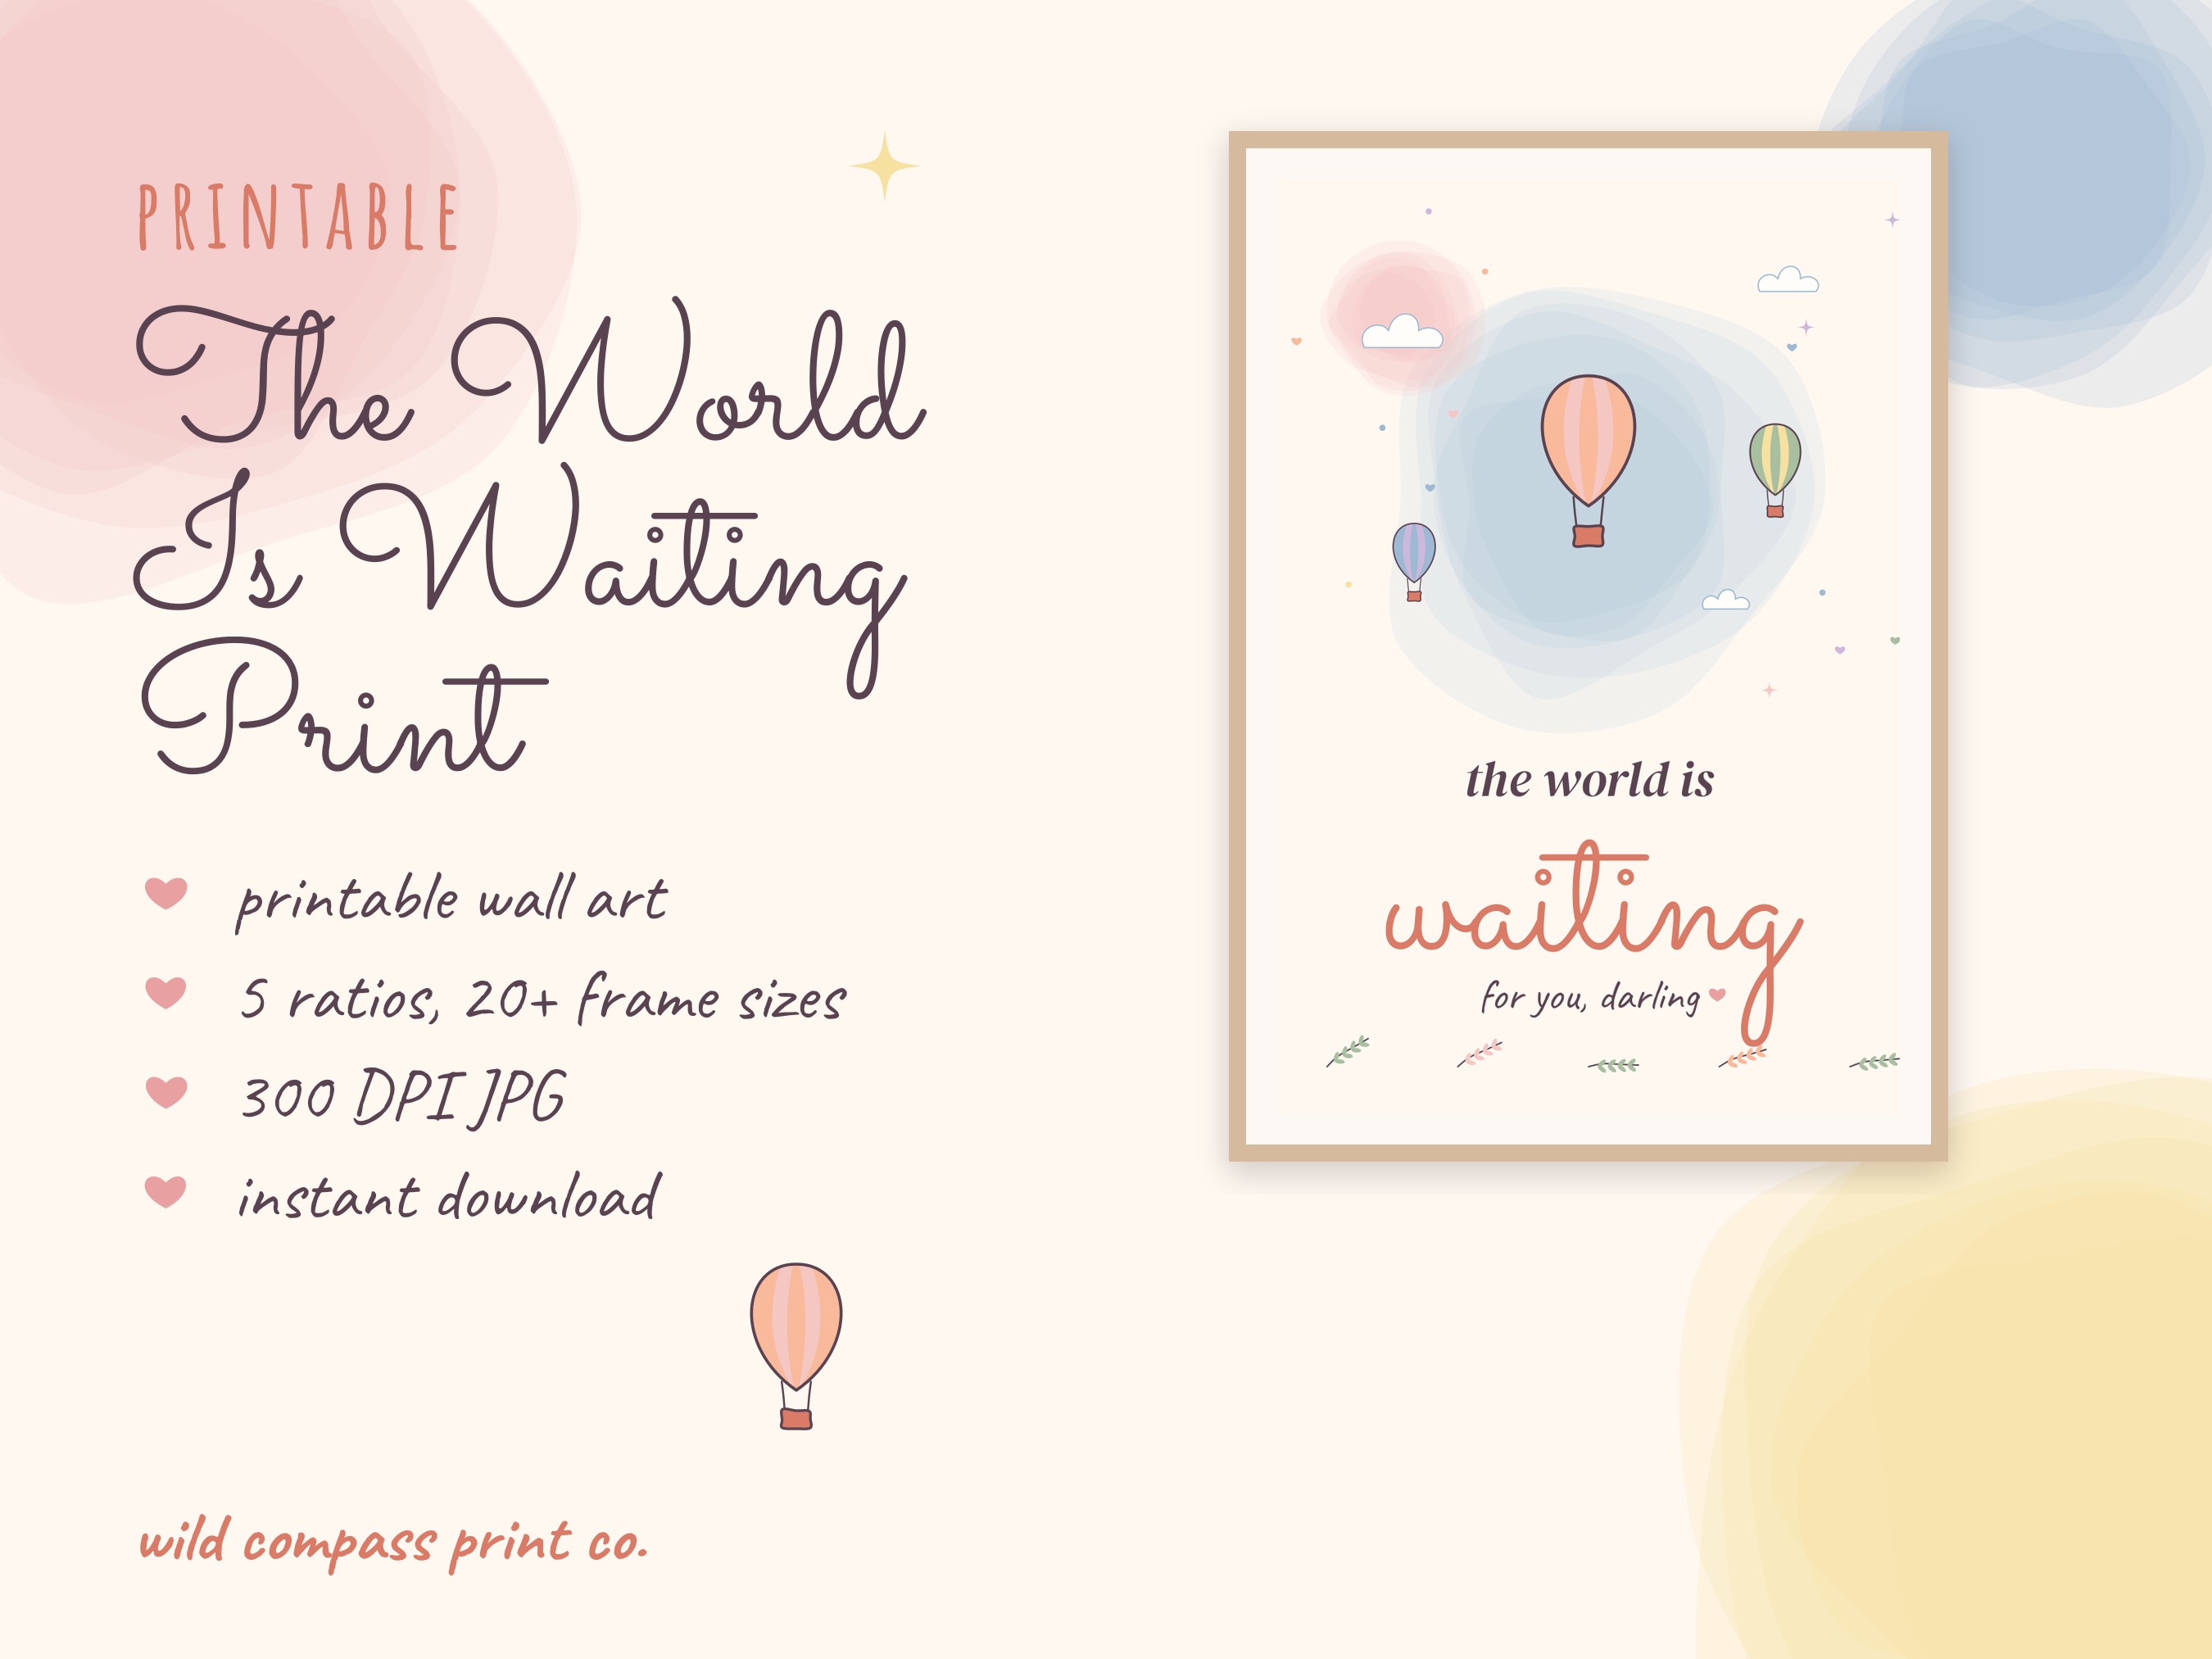 PRINTABLE
The World
Is Waiting
Print
printable wall art
5 ratios, 20+ frame sizes
300 DPI JPG
instant download
wild compass print co.
the world is
waiting
for you, darling